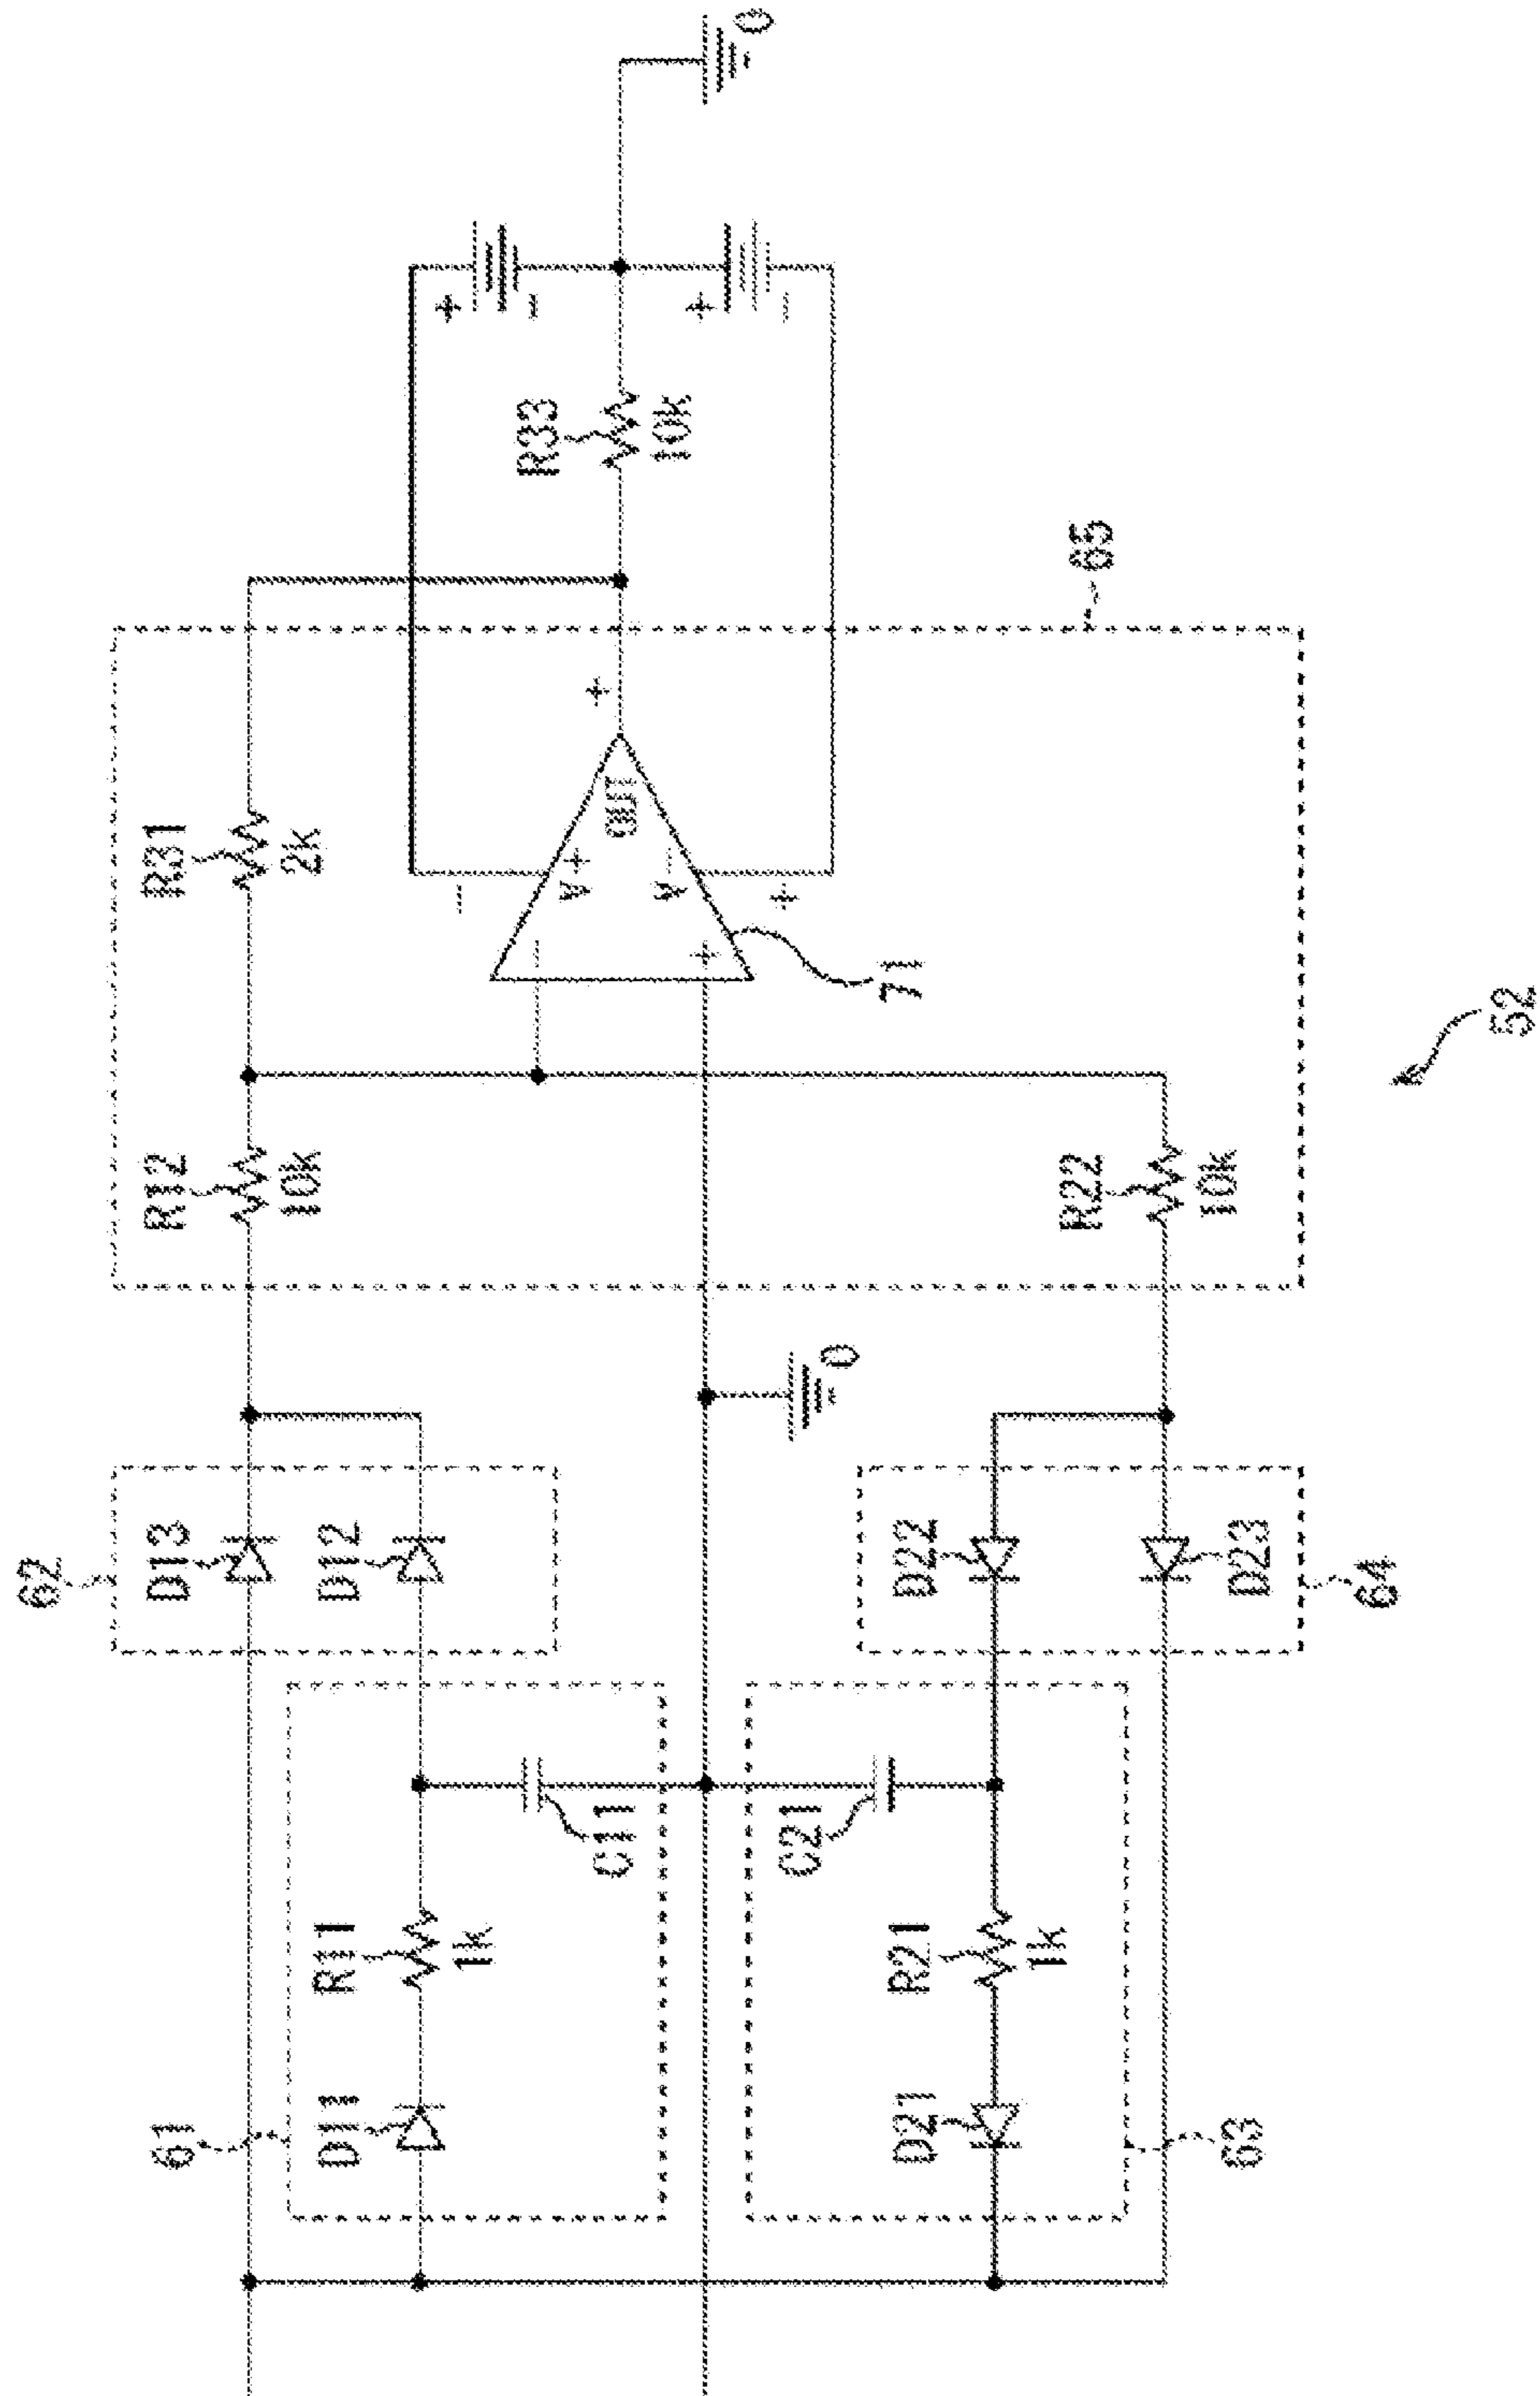 62
D13
D12
61
D11
R11
1k
C11
R12
10k
R31
2k
65
C21
63
D21
R21
1k
64
D22
D23
R22
10k
0
71
-
+
V+
V-
OUT
+
-
+
R33
10k
+
-
+
-
0
52